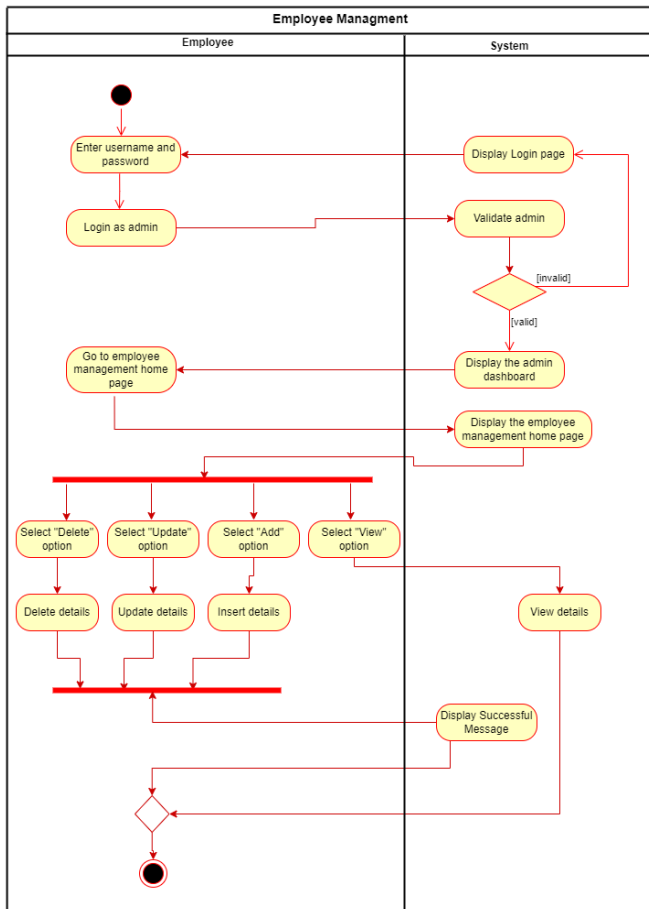 Employee Managment
Employee
System
Enter username and
password
Display Login page
Login as admin
Validate admin
[invalid]
[valid]
Go to employee
management home
page
Display the admin
dashboard
Display the employee
management home page
Select "Delete"
option
Select "Update"
option
Select "Add"
option
Select "View"
option
Delete details
Update details
Insert details
View details
Display Successful
Message